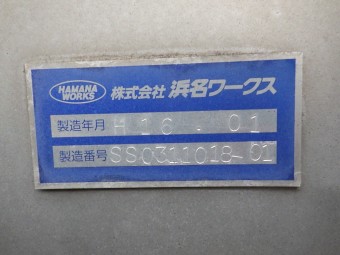 HAMANA
WORKS
株式会社 浜名ワークス
製造年月 H16.01
製造番号 SS0311018-01